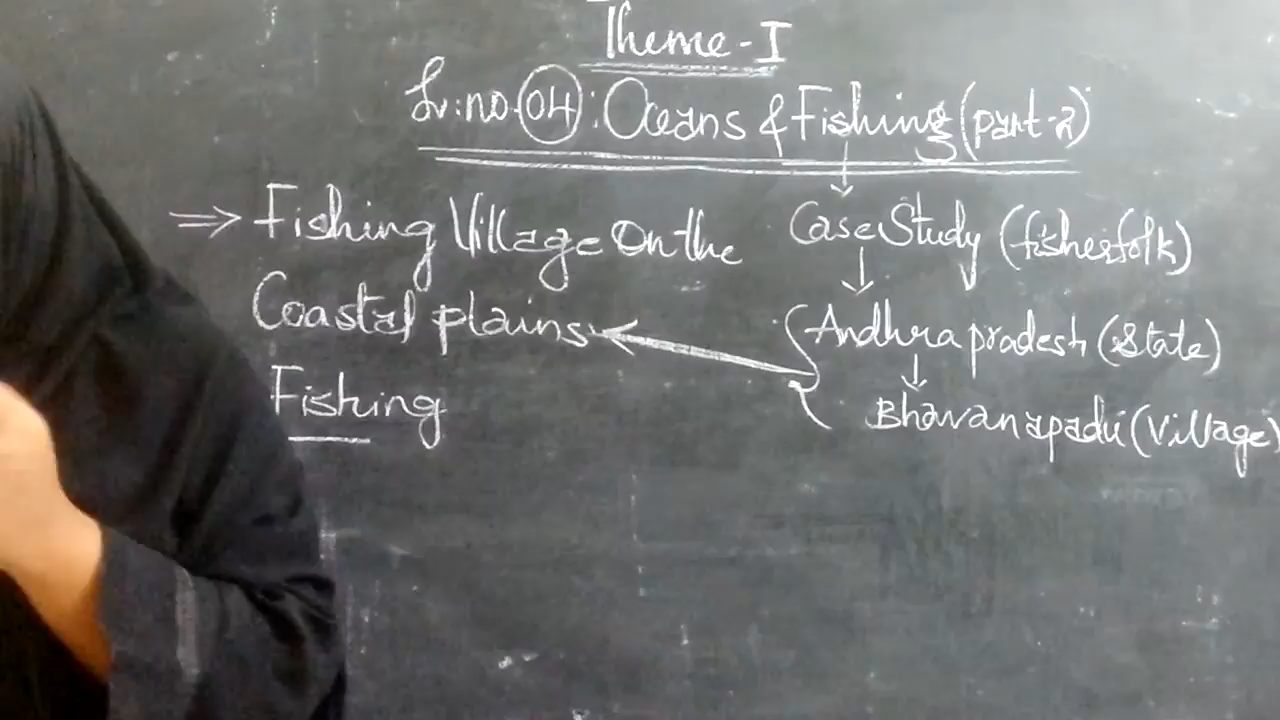 Theme-I
Lr.no.04: Oceans & Fishing (part-2)
⇒ Fishing Village On the
Coastal plains
Fishing
Case Study (fisherfolk)
Andhra pradesh (State)
Bhavanapadu (Village)